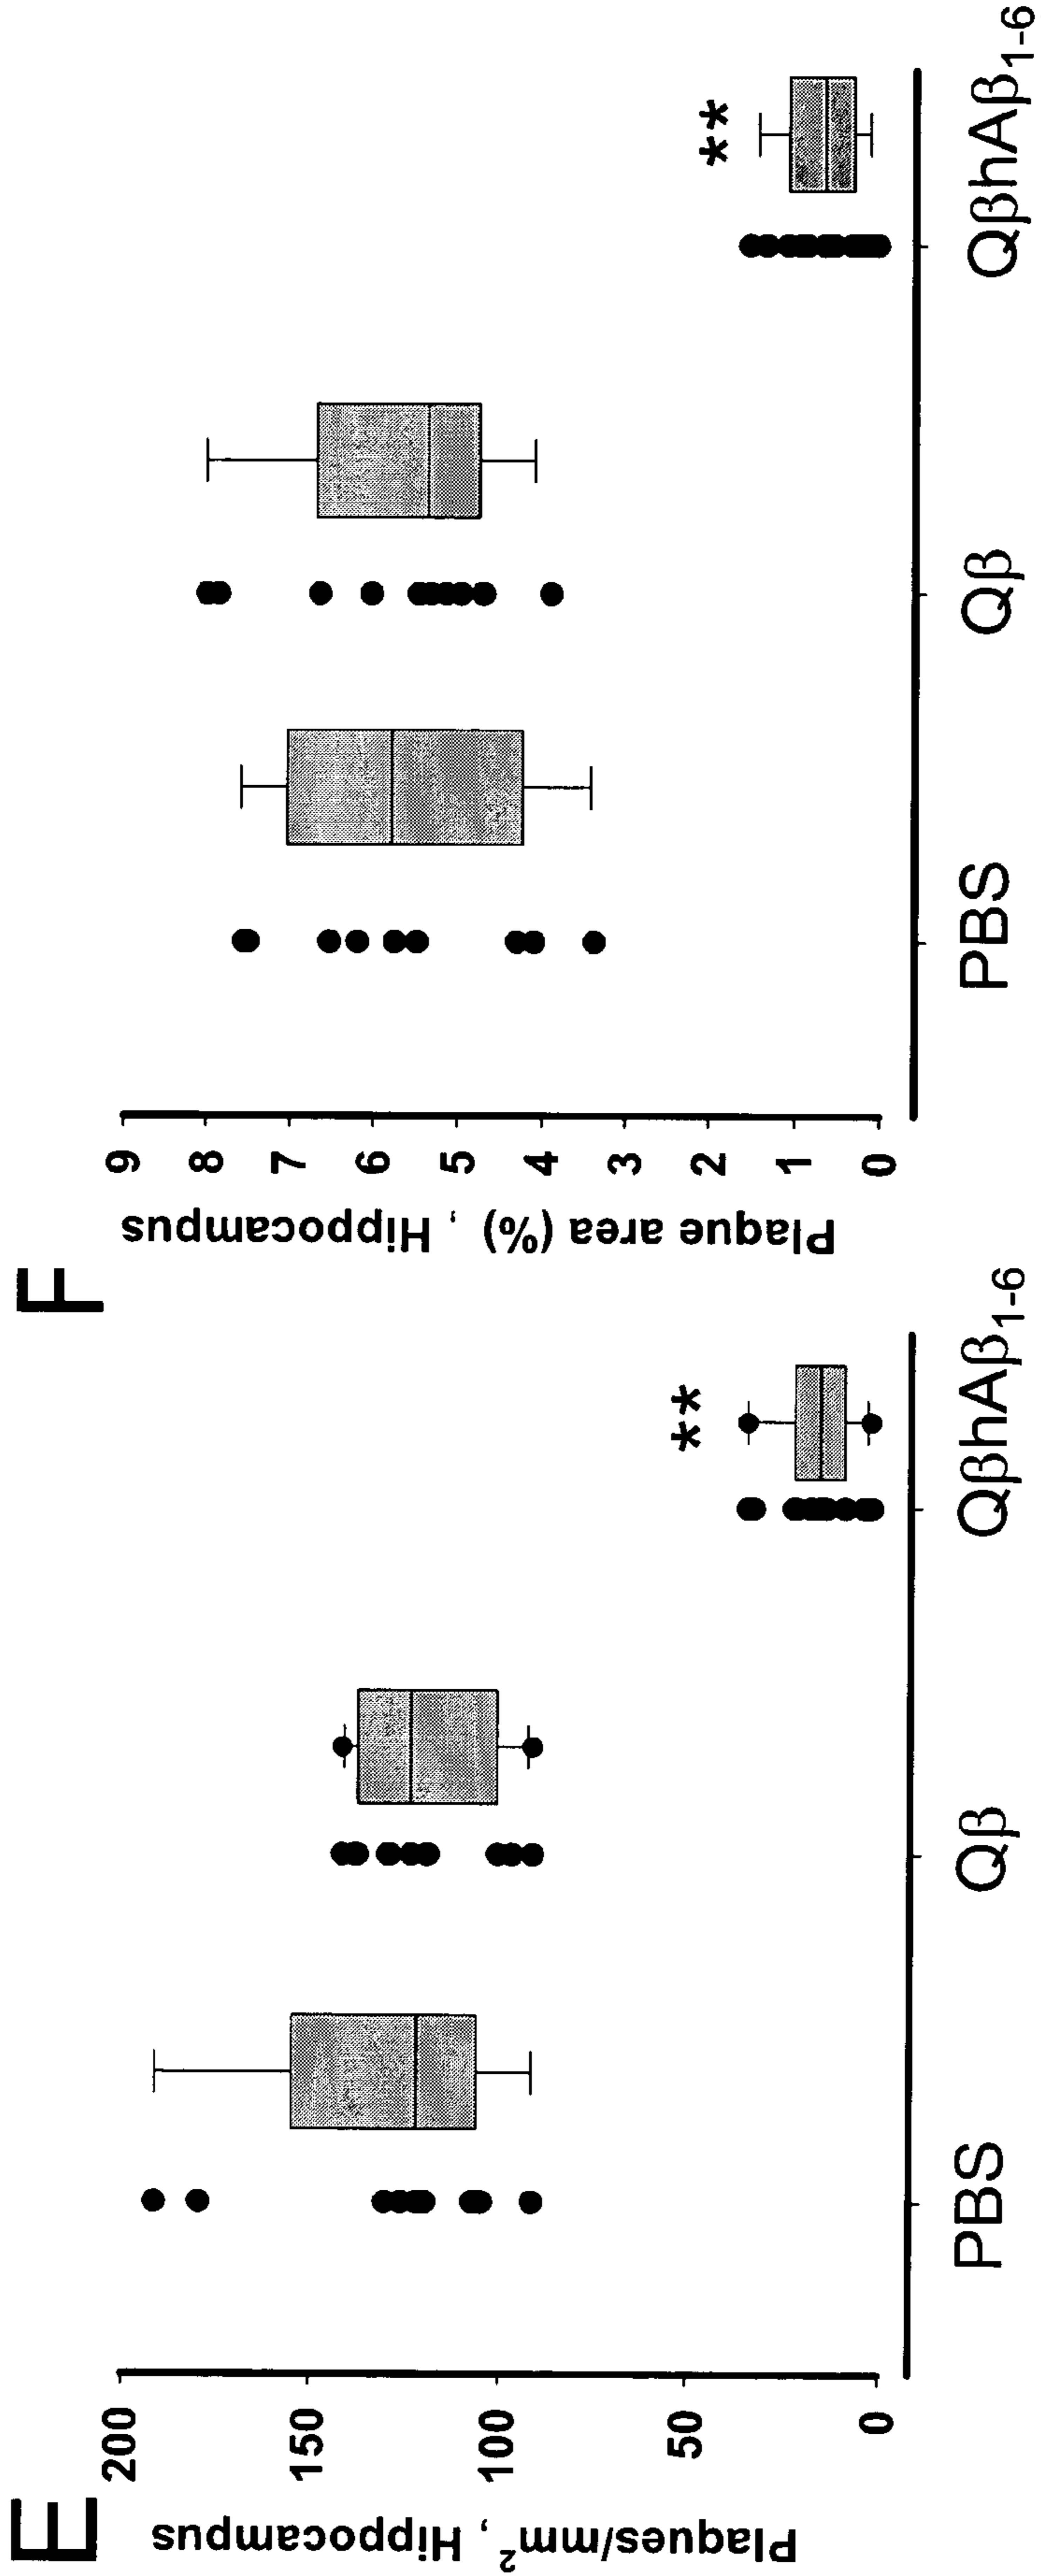 E
Plaques/mm², Hippocampus
200
150
100
50
0
**
PBS
Qβ
QβhAβ1-6
F
Plaque area (%), Hippocampus
9
8
7
6
5
4
3
2
1
0
**
PBS
Qβ
QβhAβ1-6